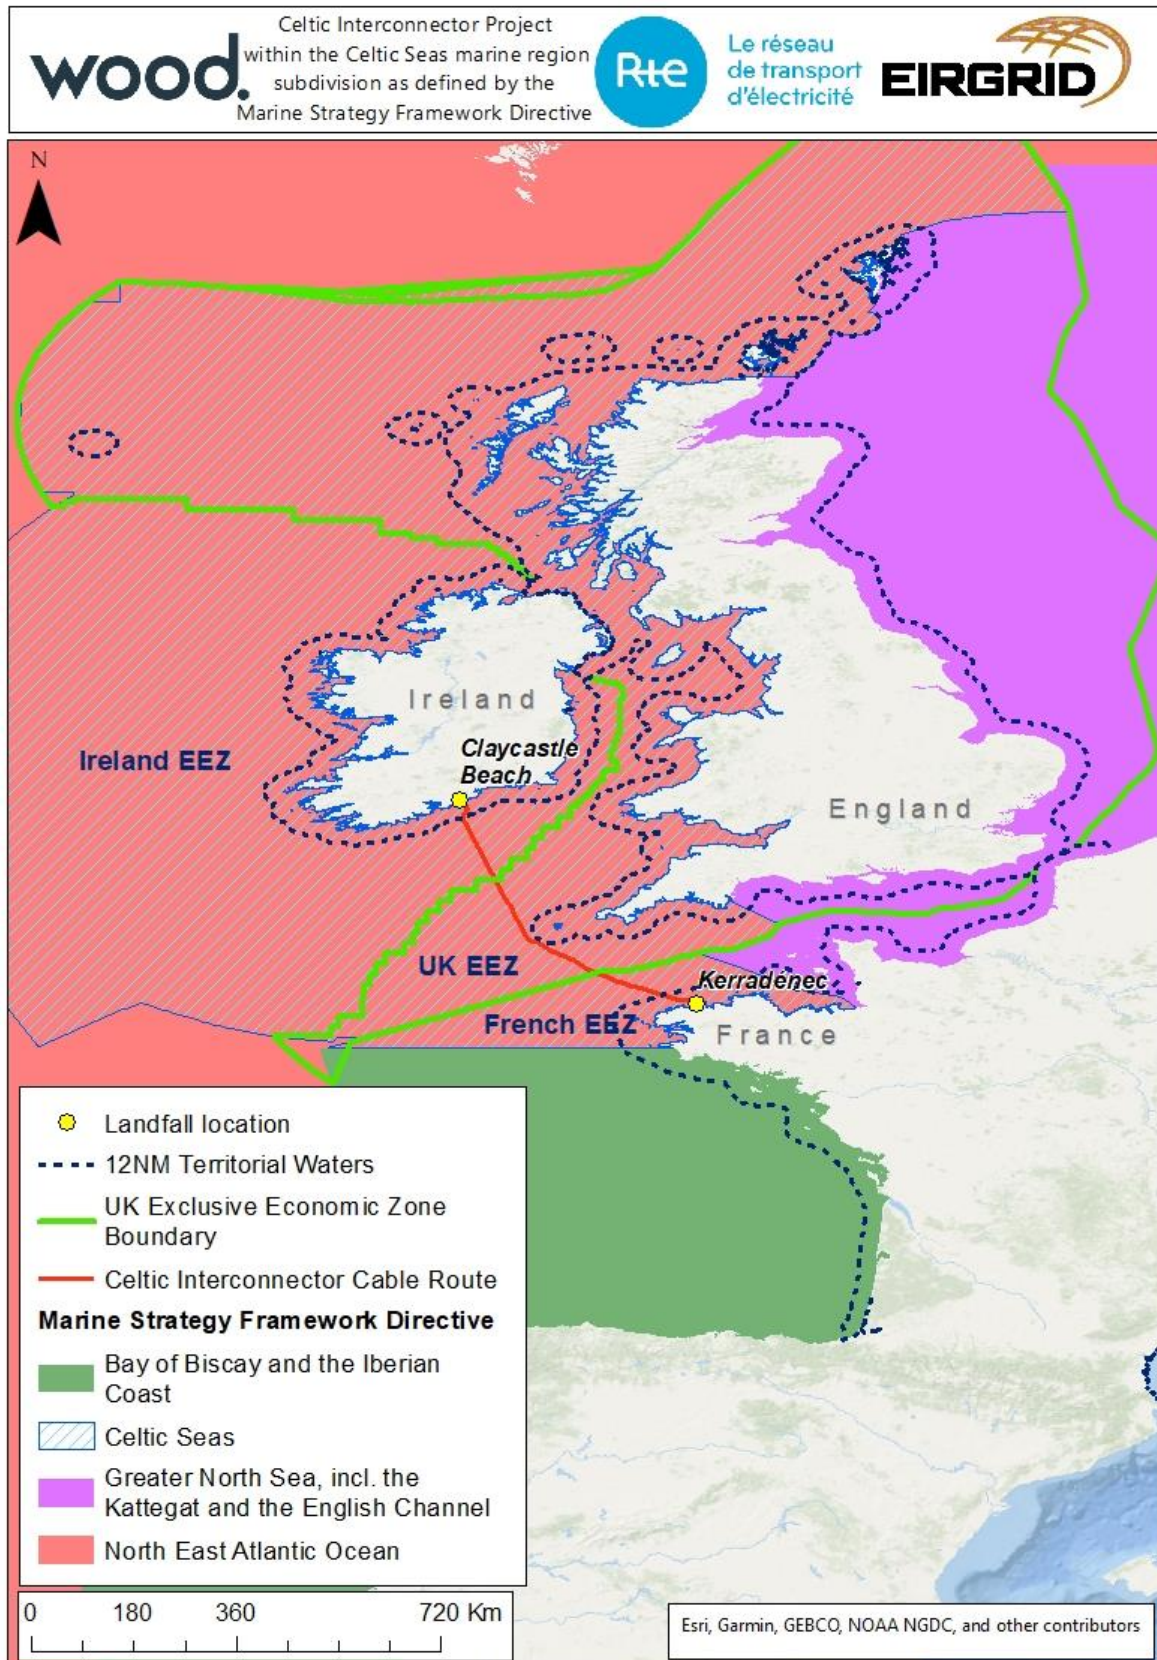 wood.
Celtic Interconnector Project
within the Celtic Seas marine region
subdivision as defined by the
Marine Strategy Framework Directive
Rte
Le réseau
de transport
d'électricité
EIRGRID
N
Ireland
Claycastle
Beach
Ireland EEZ
England
UK EEZ
Kerradénec
French EEZ
France
Landfall location
12NM Territorial Waters
UK Exclusive Economic Zone
Boundary
Celtic Interconnector Cable Route
Marine Strategy Framework Directive
Bay of Biscay and the Iberian
Coast
Celtic Seas
Greater North Sea, incl. the
Kattegat and the English Channel
North East Atlantic Ocean
0 180 360 720 Km
Esri, Garmin, GEBCO, NOAA NGDC, and other contributors